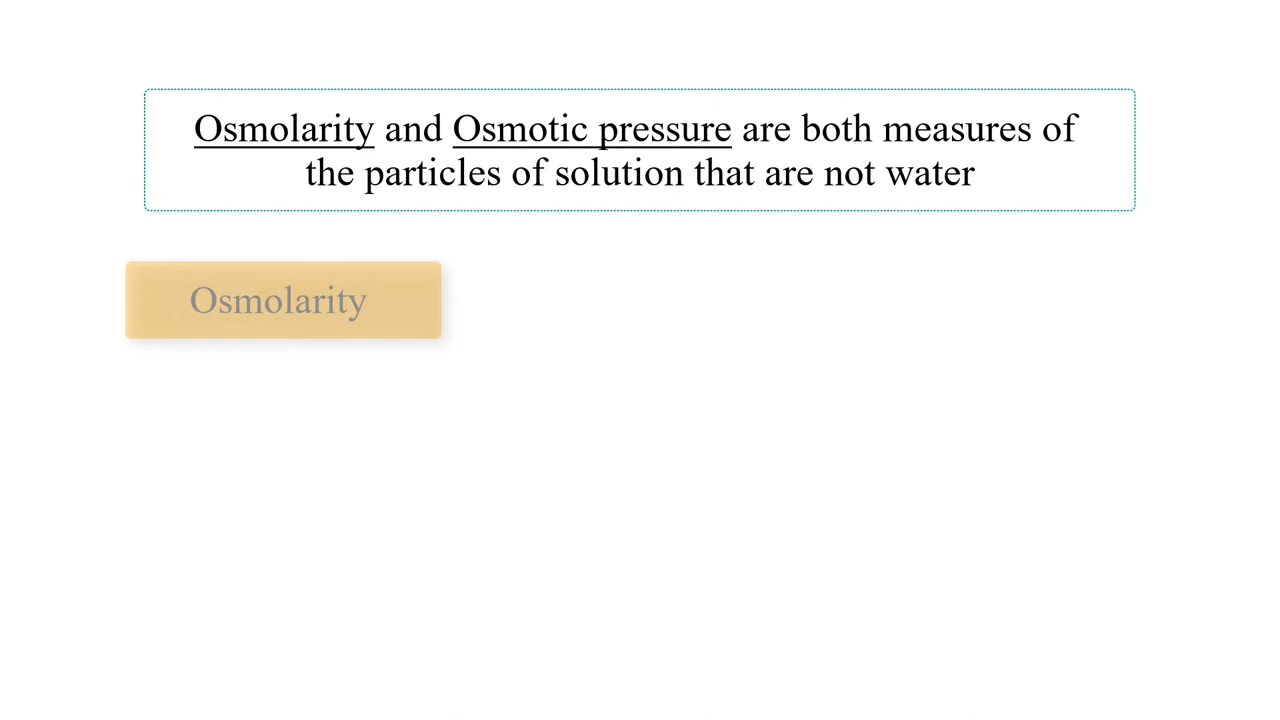 Osmolarity and Osmotic pressure are both measures of
the particles of solution that are not water
Osmolarity